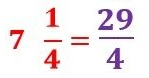 7 1/4 = 29/4